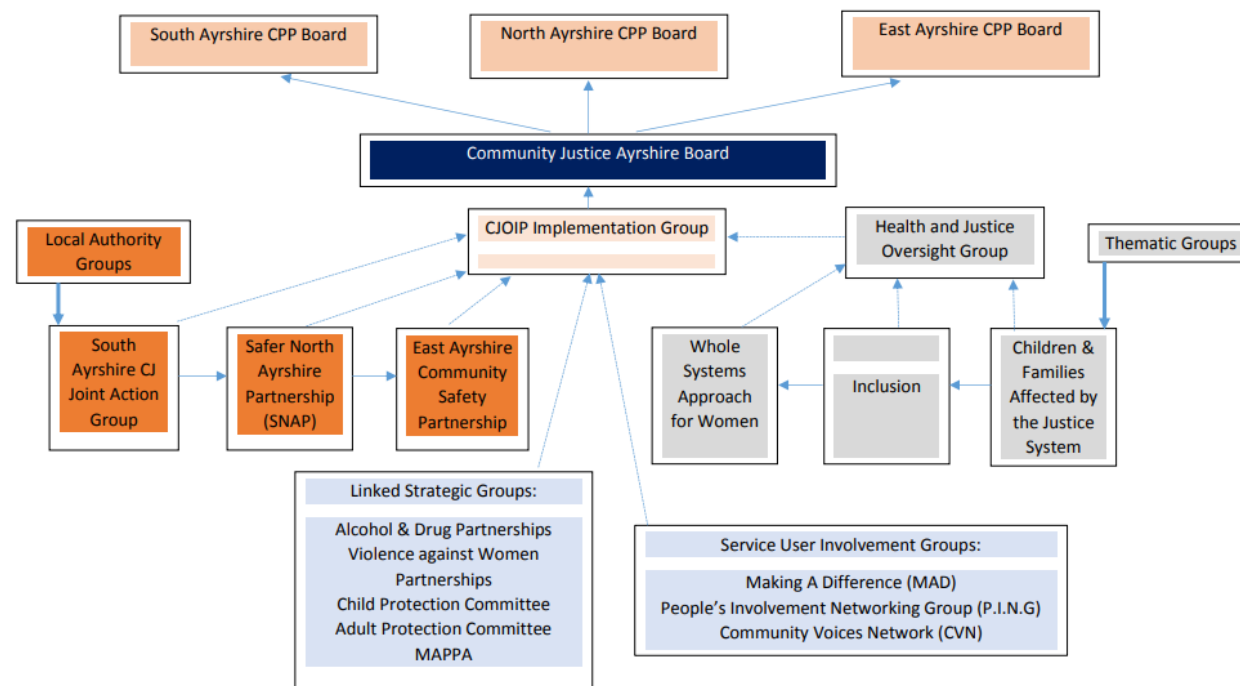 South Ayrshire CPP Board
North Ayrshire CPP Board
East Ayrshire CPP Board
Community Justice Ayrshire Board
CJOIP Implementation Group
Local Authority
Groups
Health and Justice
Oversight Group
Thematic Groups
South
Ayrshire CJ
Joint Action
Group
Safer North
Ayrshire
Partnership
(SNAP)
East Ayrshire
Community
Safety
Partnership
Whole
Systems
Approach
for Women
Inclusion
Children &
Families
Affected by
the Justice
System
Linked Strategic Groups:
Alcohol & Drug Partnerships
Violence against Women
Partnerships
Child Protection Committee
Adult Protection Committee
MAPPA
Service User Involvement Groups:
Making A Difference (MAD)
People’s Involvement Networking Group (P.I.N.G)
Community Voices Network (CVN)